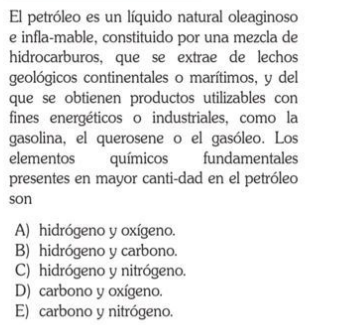 El petróleo es un líquido natural oleaginoso
e infla-mable, constituido por una mezcla de
hidrocarburos, que se extrae de lechos
geológicos continentales o marítimos, y del
que se obtienen productos utilizables con
fines energéticos o industriales, como la
gasolina, el querosene o el gasóleo. Los
elementos químicos fundamentales
presentes en mayor canti-dad en el petróleo
son
A) hidrógeno y oxígeno.
B) hidrógeno y carbono.
C) hidrógeno y nitrógeno.
D) carbono y oxígeno.
E) carbono y nitrógeno.